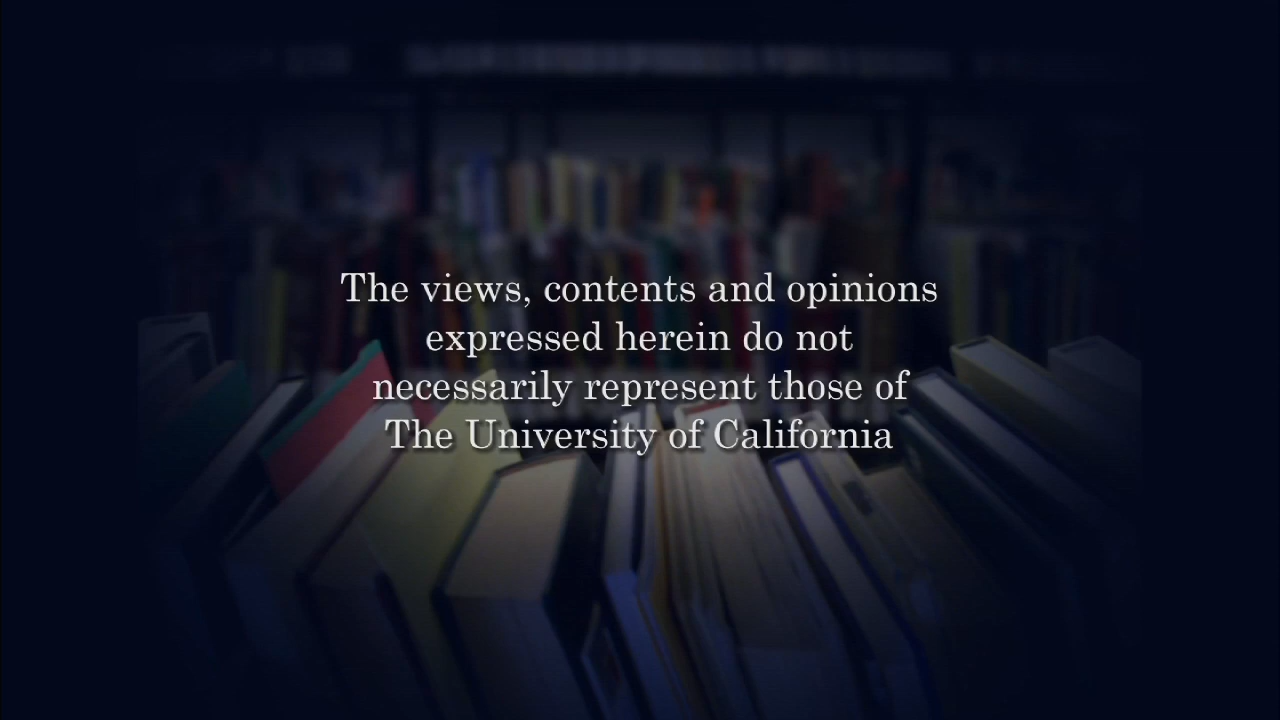 The views, contents and opinions
expressed herein do not
necessarily represent those of
The University of California